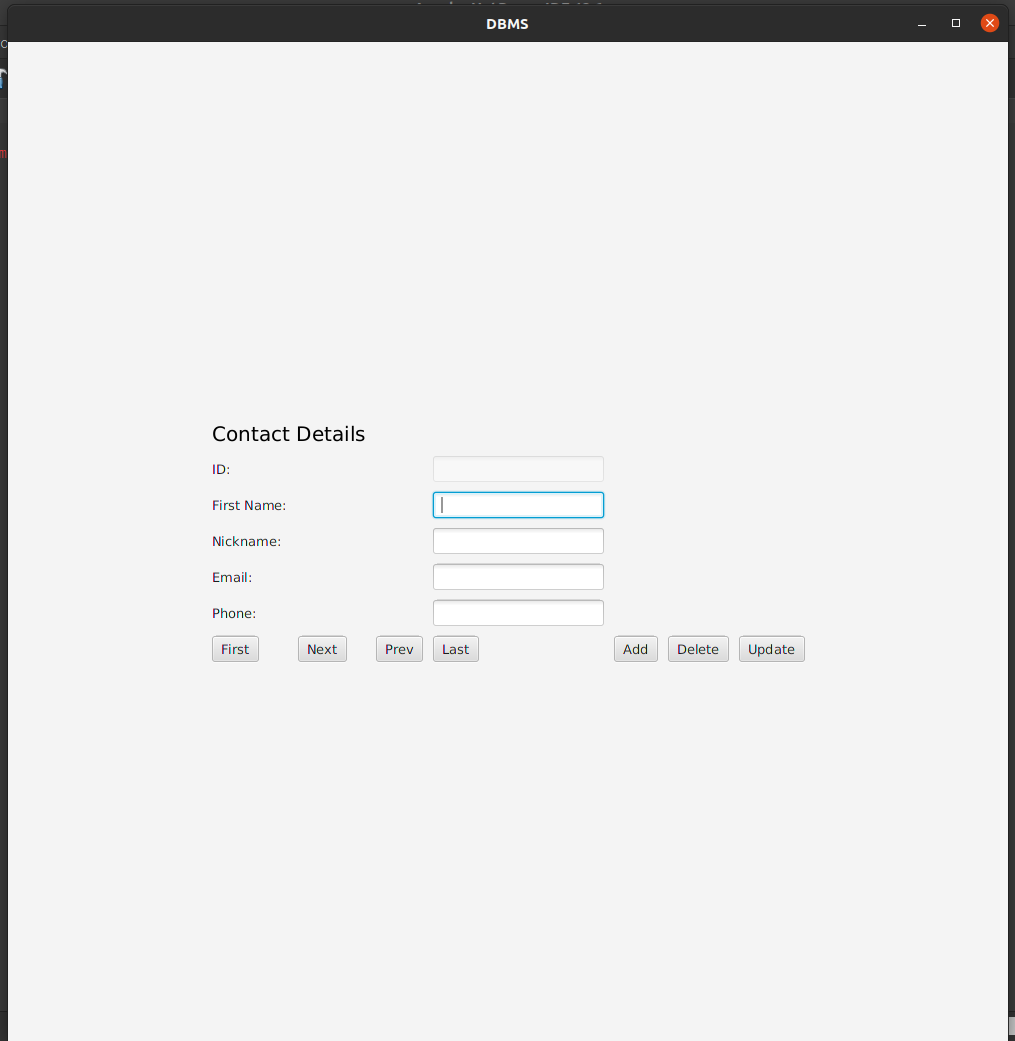 DBMS
Contact Details
ID:
First Name:
Nickname:
Email:
Phone:
First Next Prev Last Add Delete Update